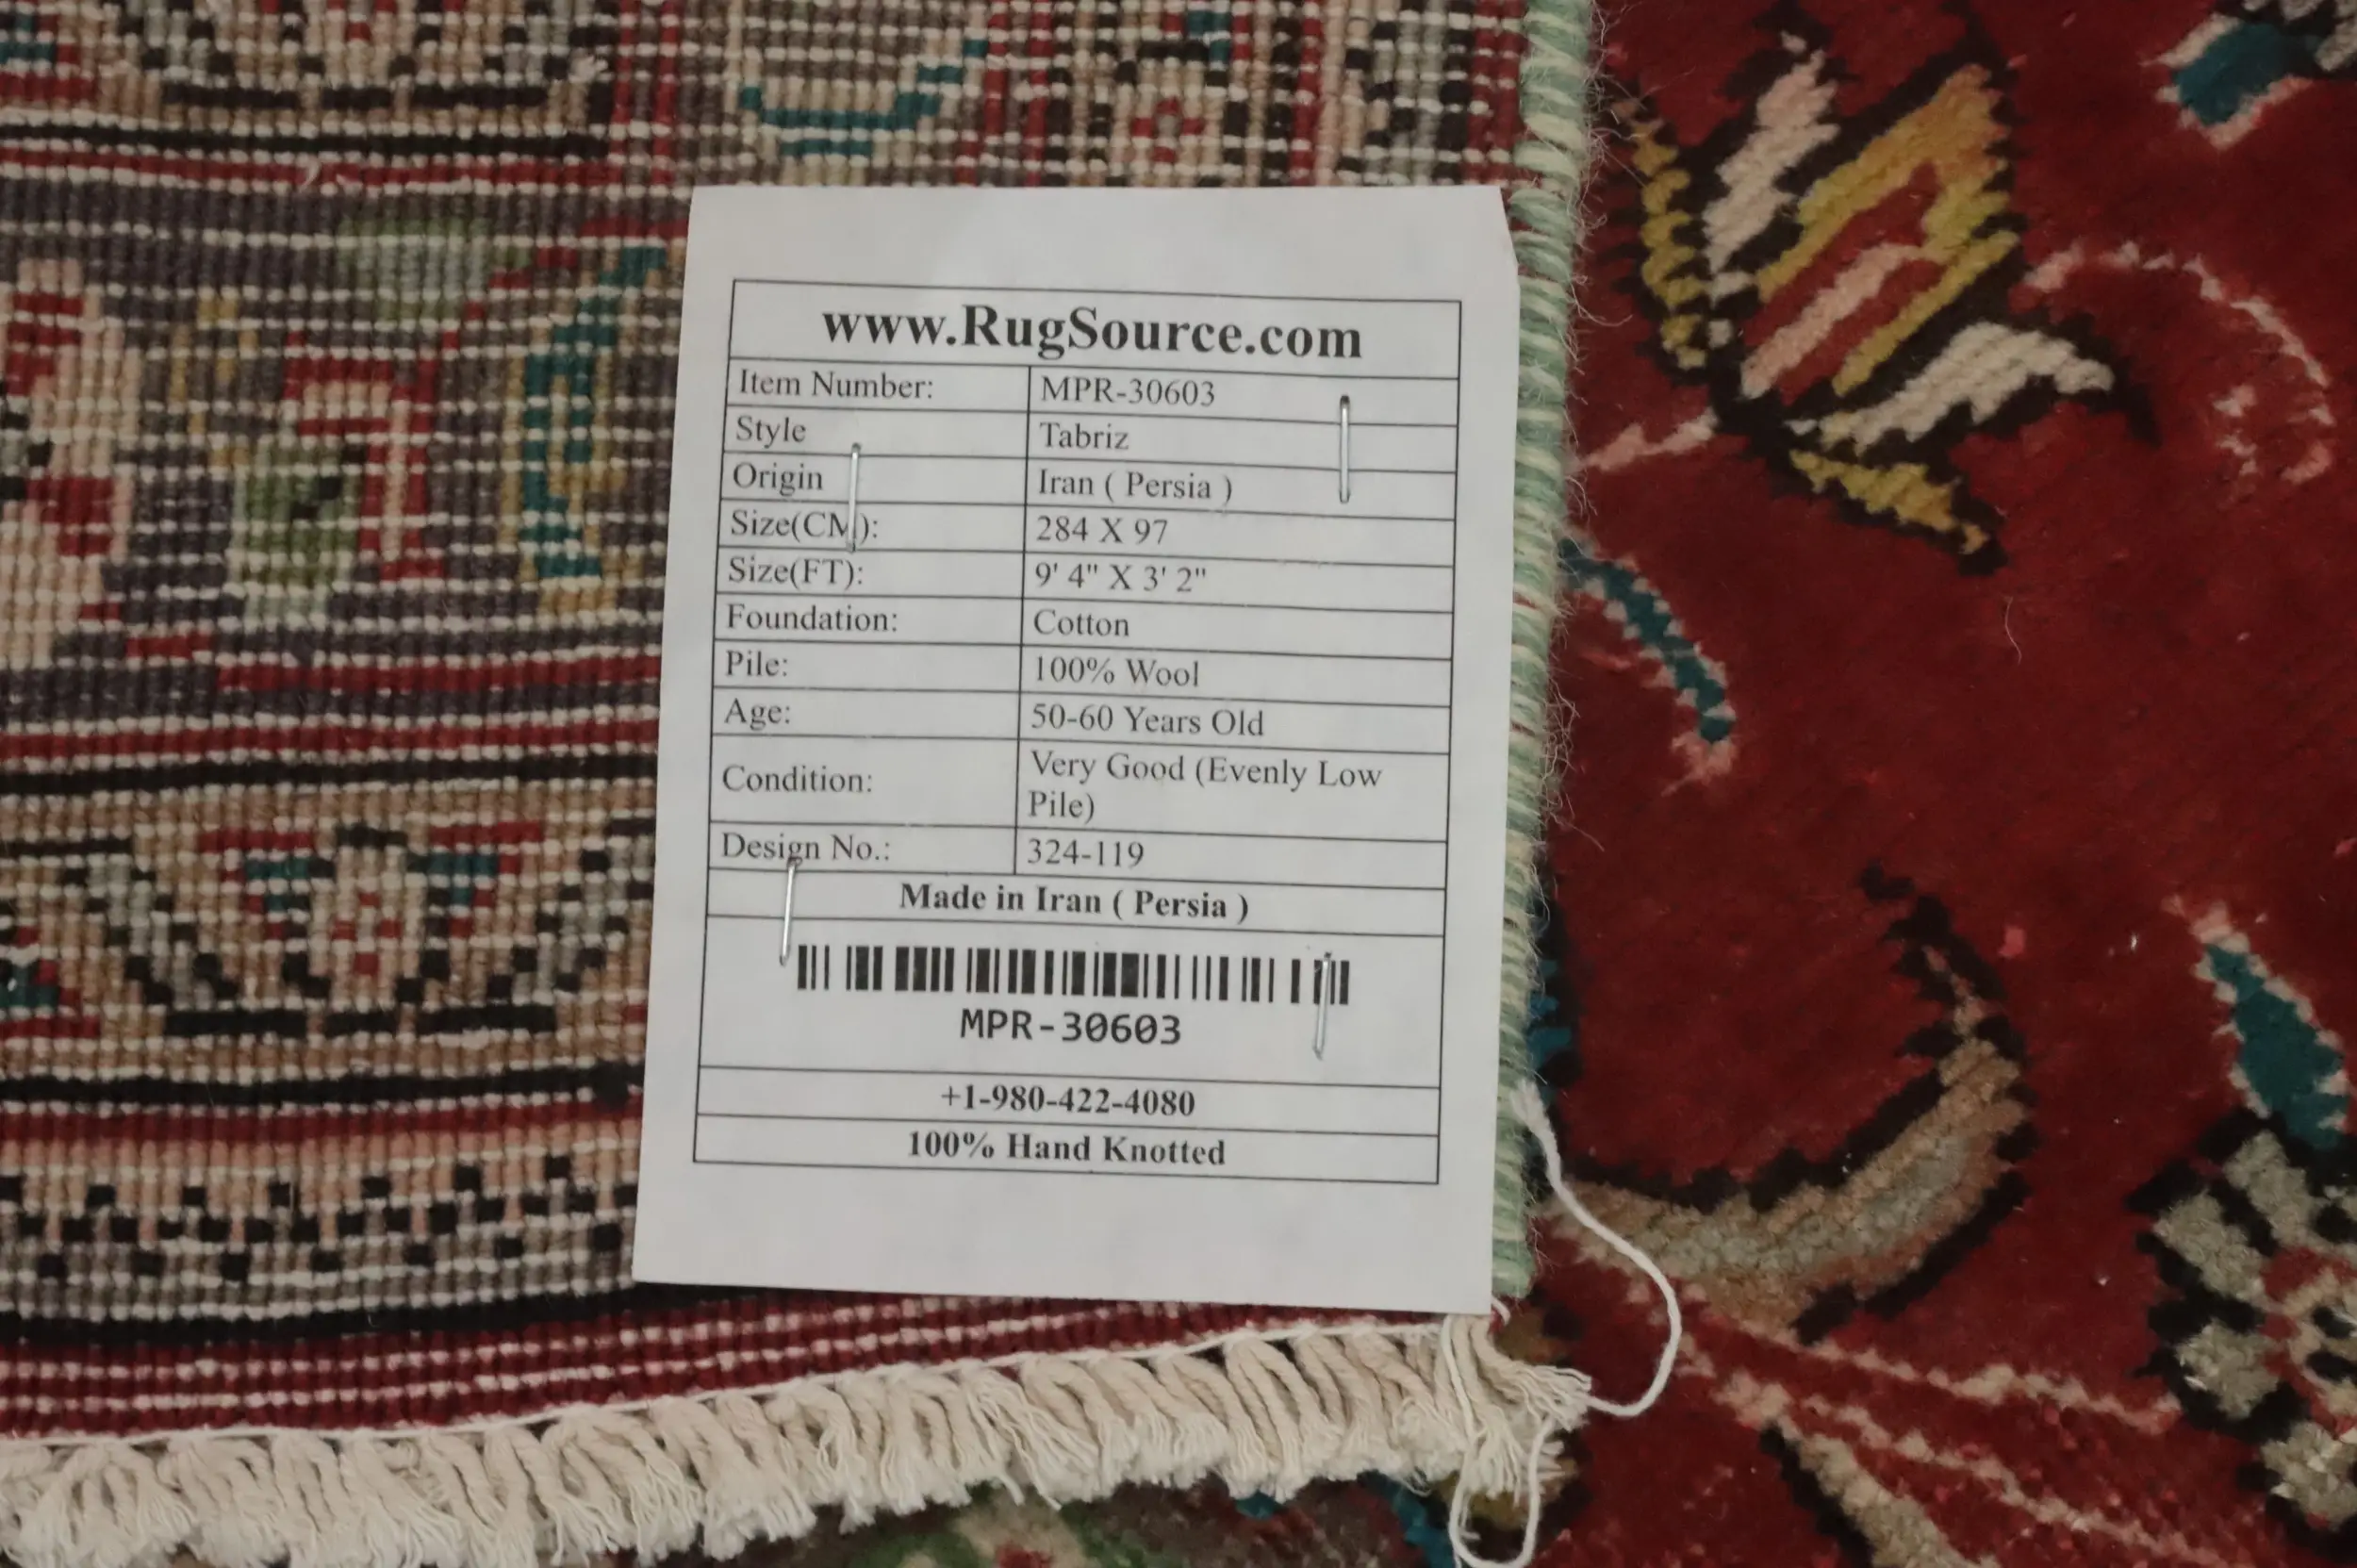 www.RugSource.com
Item Number: MPR-30603
Style Tabriz
Origin Iran ( Persia )
Size(CM): 284 X 97
Size(FT): 9' 4" X 3' 2"
Foundation: Cotton
Pile: 100% Wool
Age: 50-60 Years Old
Condition: Very Good (Evenly Low
Pile)
Design No.: 324-119
Made in Iran ( Persia )
MPR-30603
+1-980-422-4080
100% Hand Knotted